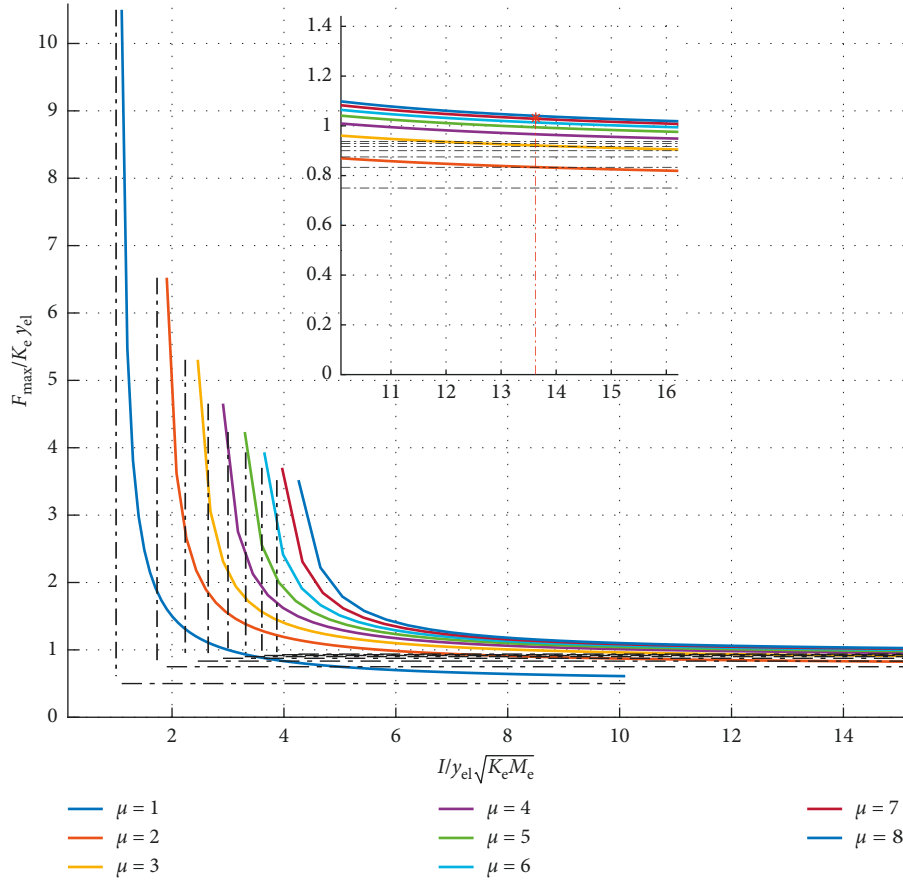 10
9
8
7
6
5
4
3
2
1
0
F_max/K_e y_el
2 4 6 8 10 12 14
I/y_el √K_e M_e
1.4
1.2
1
0.8
0.6
0.4
0.2
0
11 12 13 14 15 16
μ = 1
μ = 2
μ = 3
μ = 4
μ = 5
μ = 6
μ = 7
μ = 8